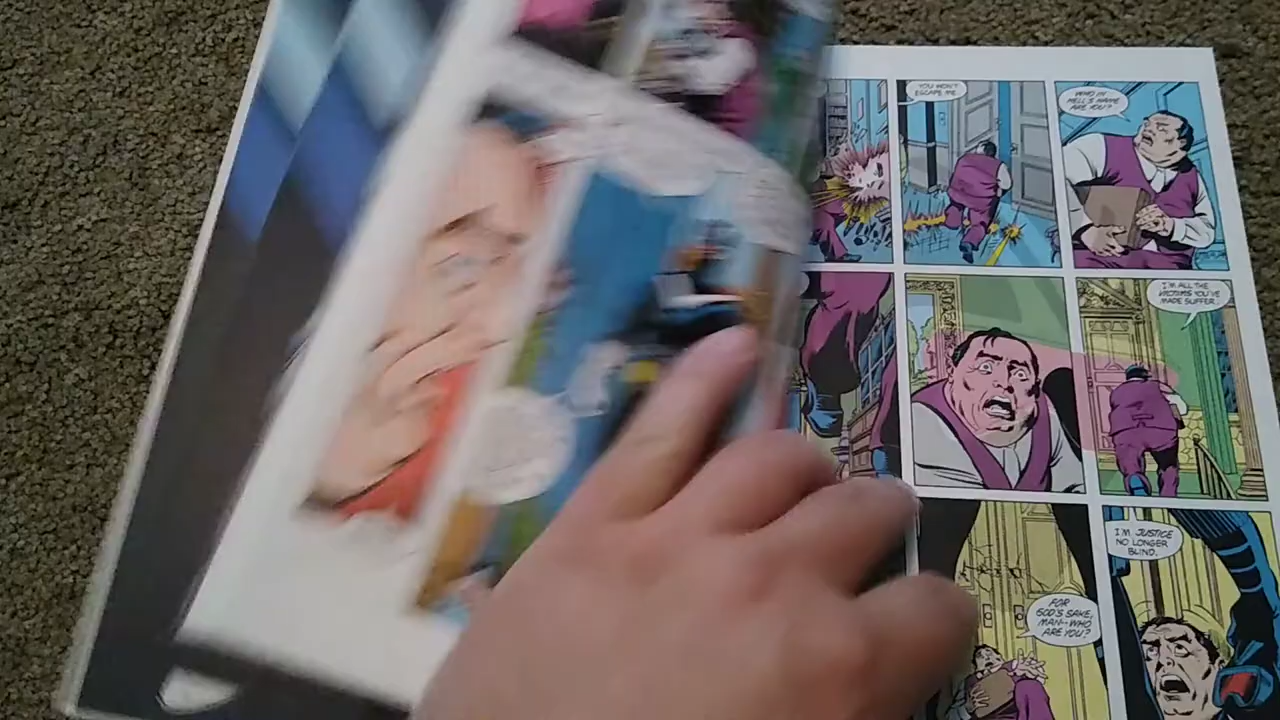 YOU WON'T
ESCAPE ME.
WHO IN
HELL'S NAME
ARE YOU?
I'M ALL THE
VICTIMS YOU'VE
MADE SUFFER.
FOR
GOD'S SAKE,
MAN--WHO
ARE YOU?
I'M JUSTICE
NO LONGER
BLIND.